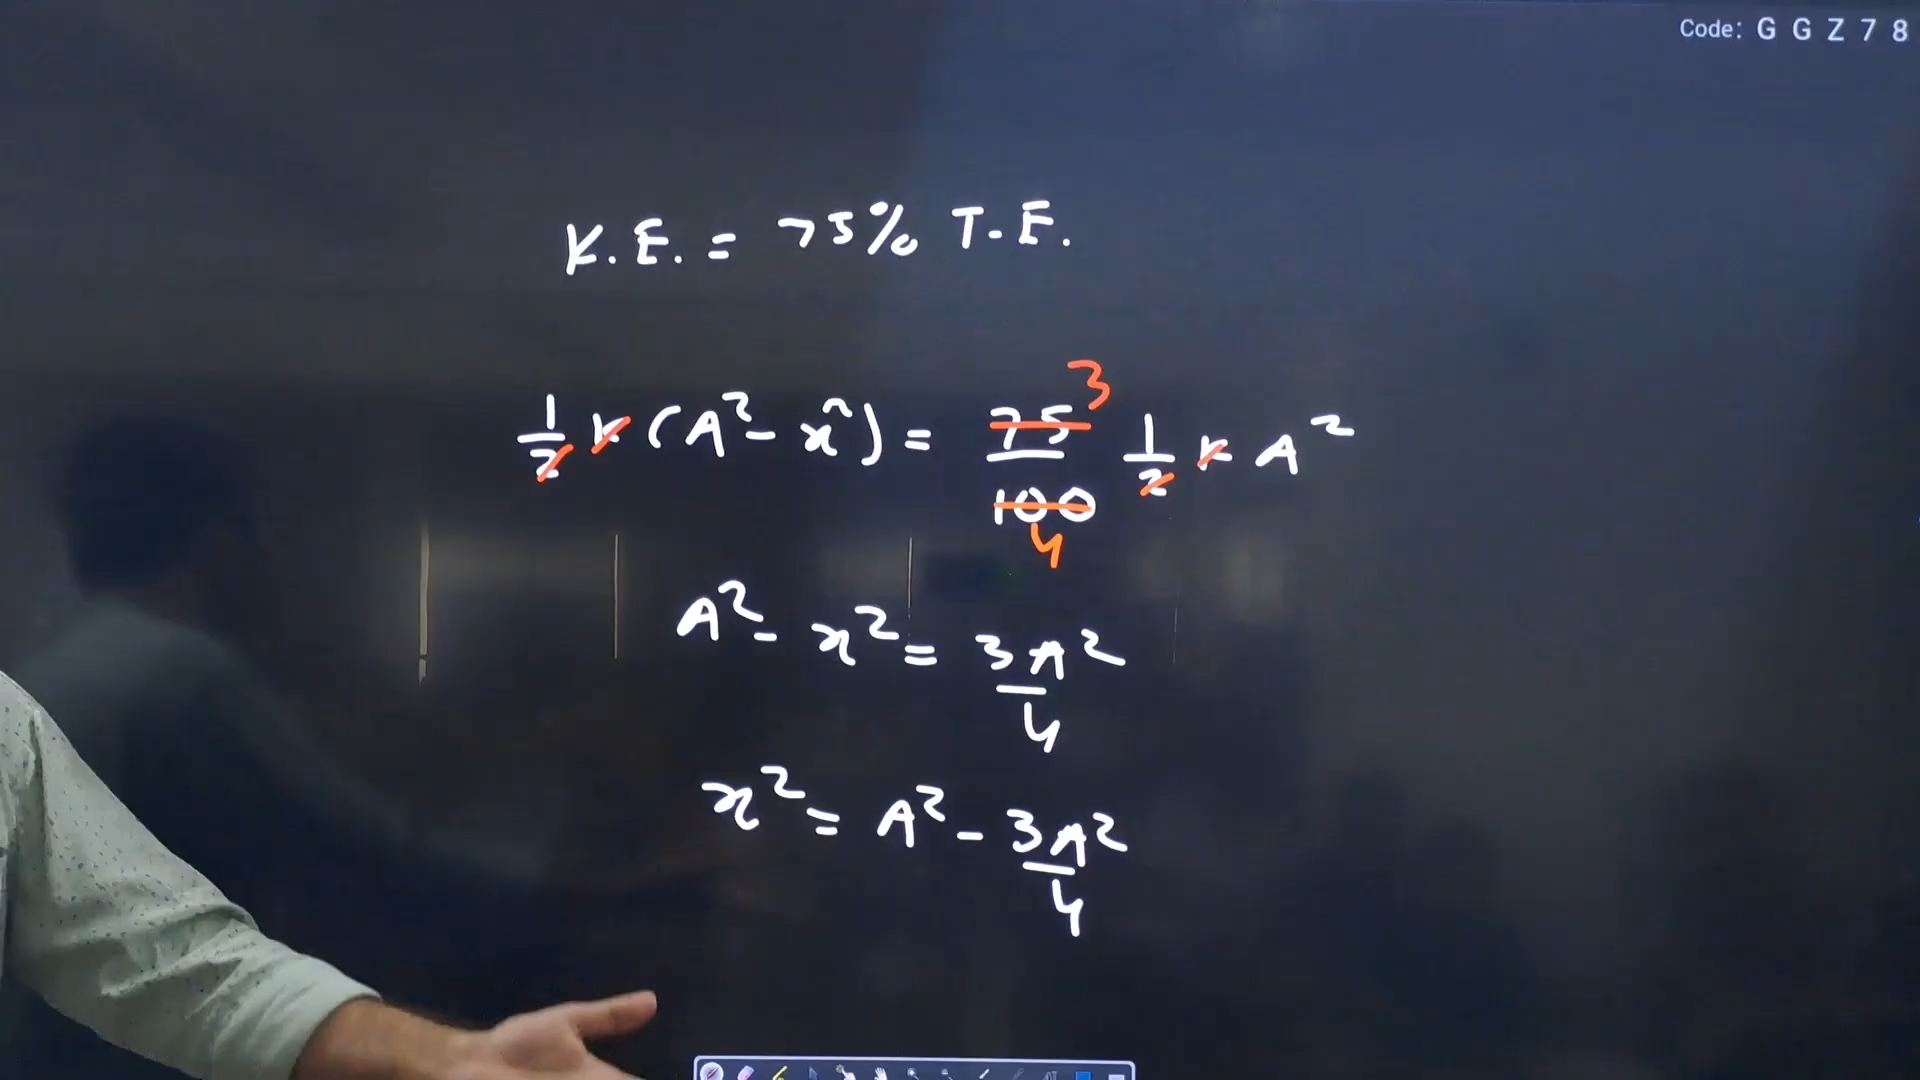 Code: G G Z 7 8
K.E. = 75% T.E.
1/2 k (A² - x²) = 75/100 1/2 k A²
3
4
A² - x² = 3A²/4
x² = A² - 3A²/4